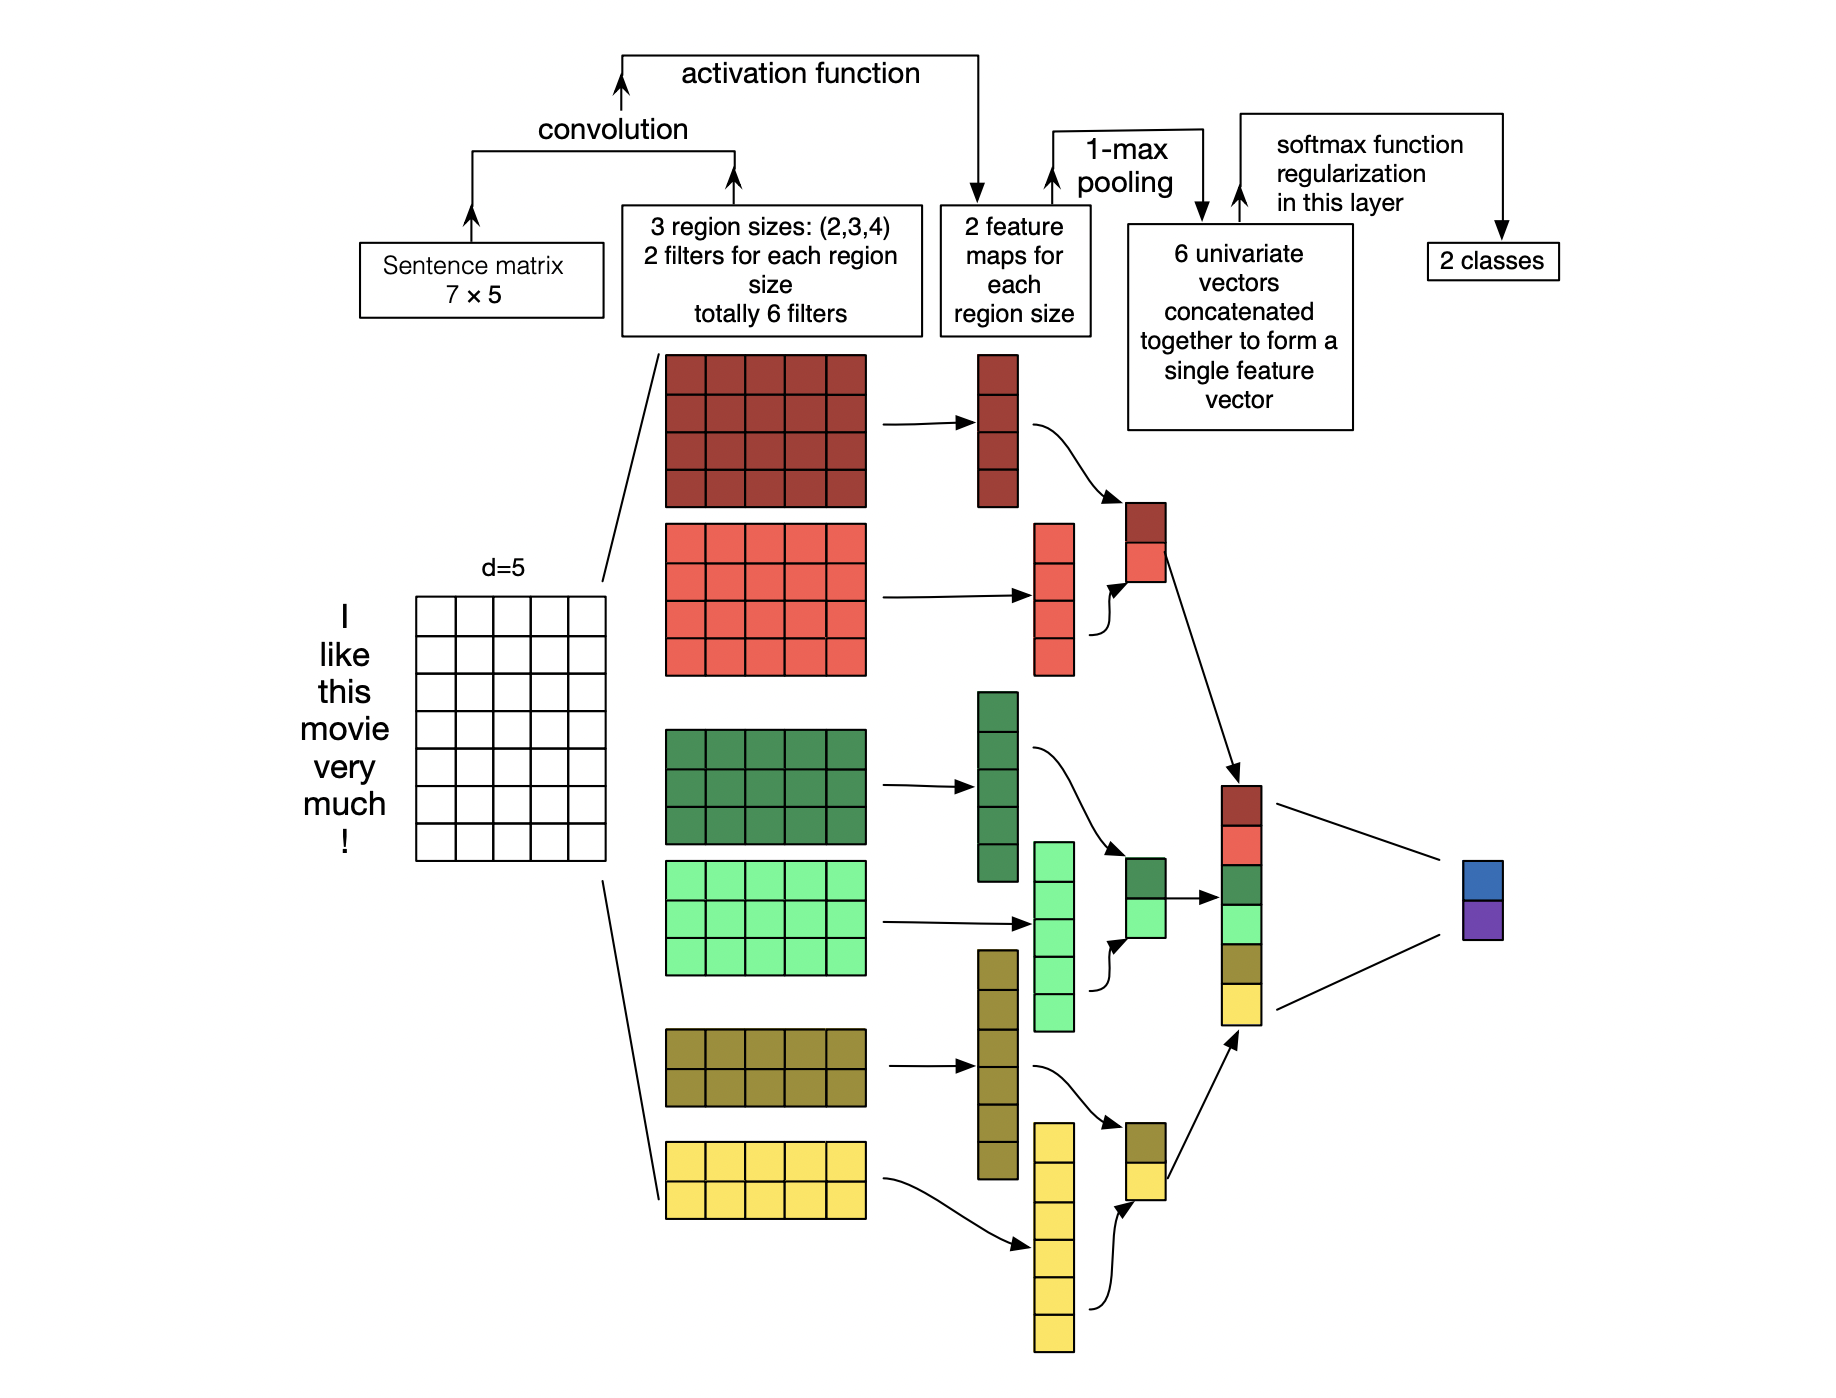 activation function
convolution
1-max
pooling
softmax function
regularization
in this layer
Sentence matrix
7 × 5
3 region sizes: (2,3,4)
2 filters for each region
size
totally 6 filters
2 feature
maps for
each
region size
6 univariate
vectors
concatenated
together to form a
single feature
vector
2 classes
d=5
I
like
this
movie
very
much
!